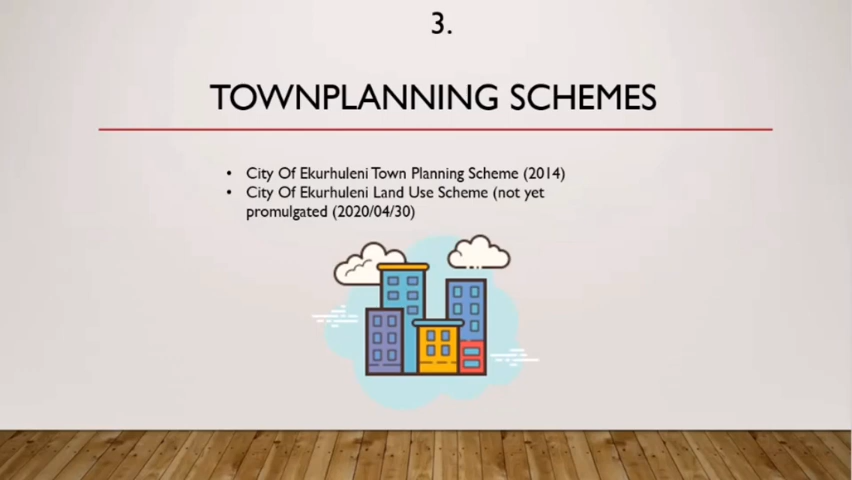 3.
TOWNPLANNING SCHEMES
• City Of Ekurhuleni Town Planning Scheme (2014)
• City Of Ekurhuleni Land Use Scheme (not yet
promulgated (2020/04/30)